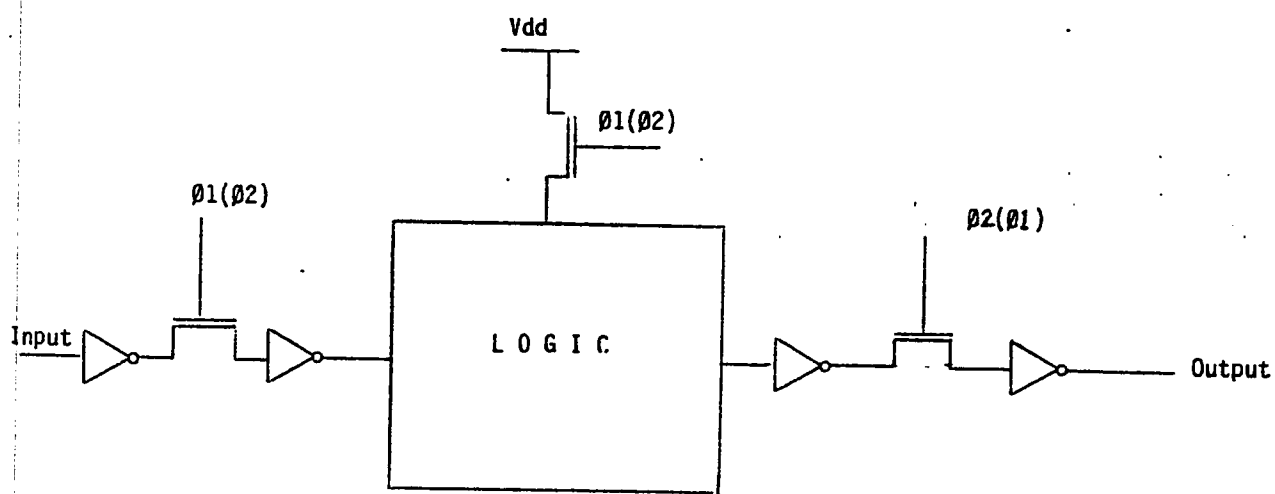 Vdd
Ø1(Ø2)
Ø1(Ø2)
Ø2(Ø1)
Input
L O G I C
Output